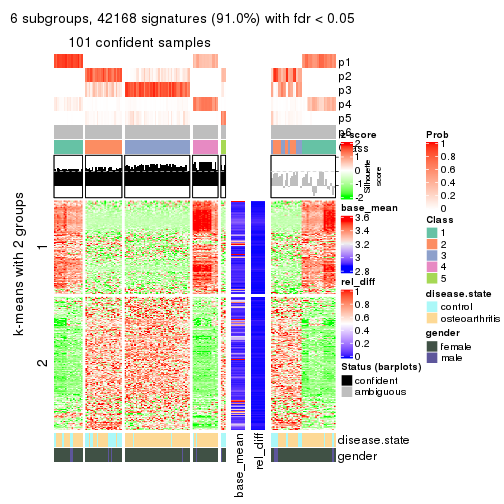 6 subgroups, 42168 signatures (91.0%) with fdr < 0.05
101 confident samples
p1
p2
p3
p4
p5
p6
Class
z-score
2
1
0
-1
-2
Silhouette score
base_mean
3.6
3.4
3.2
3
2.8
rel_diff
1
0.8
0.6
0.4
0.2
0
Status (barplots)
confident
ambiguous
Prob
1
0.8
0.6
0.4
0.2
0
Class
1
2
3
4
5
disease.state
control
osteoarthritis
gender
female
male
k-means with 2 groups
1
2
disease.state
gender
base_mean
rel_diff